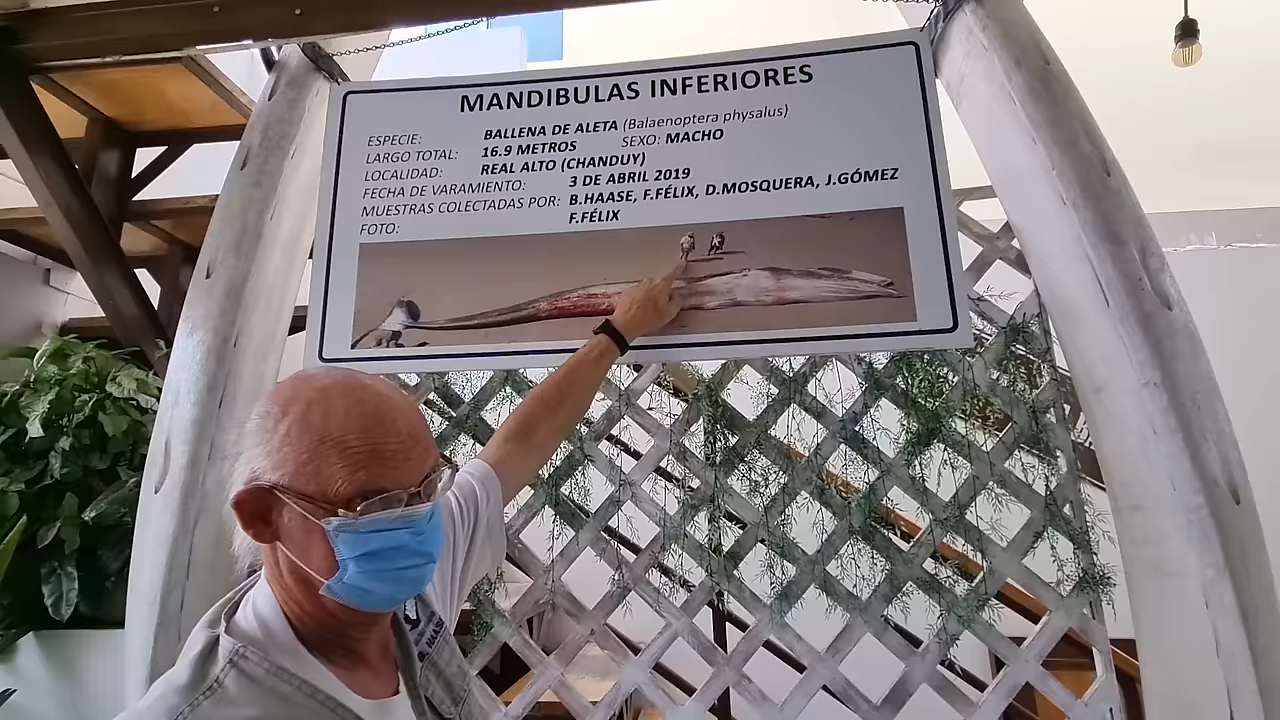 MANDIBULAS INFERIORES
ESPECIE: BALLENA DE ALETA (Balaenoptera physalus)
LARGO TOTAL: 16.9 METROS SEXO: MACHO
LOCALIDAD: REAL ALTO (CHANDUY)
FECHA DE VARAMIENTO: 3 DE ABRIL 2019
MUESTRAS COLECTADAS POR: B.HAASE, F.FÉLIX, D.MOSQUERA, J.GÓMEZ
FOTO: F.FÉLIX
B. HAASE